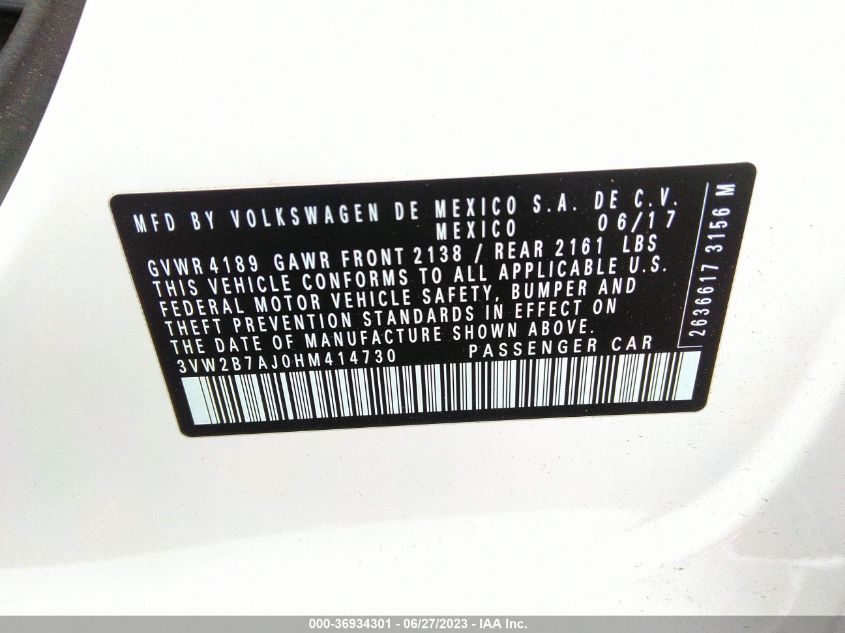 MFD BY VOLKSWAGEN DE MEXICO S.A. DE C.V.
MEXICO 06/17
GVWR 4189 GAWR FRONT 2138 / REAR 2161 LBS
THIS VEHICLE CONFORMS TO ALL APPLICABLE U.S.
FEDERAL MOTOR VEHICLE SAFETY, BUMPER AND
THEFT PREVENTION STANDARDS IN EFFECT ON
THE DATE OF MANUFACTURE SHOWN ABOVE.
3VW2B7AJ0HM414730 PASSENGER CAR
2636617 3156 M
000-36934301 - 06/27/2023 - IAA Inc.